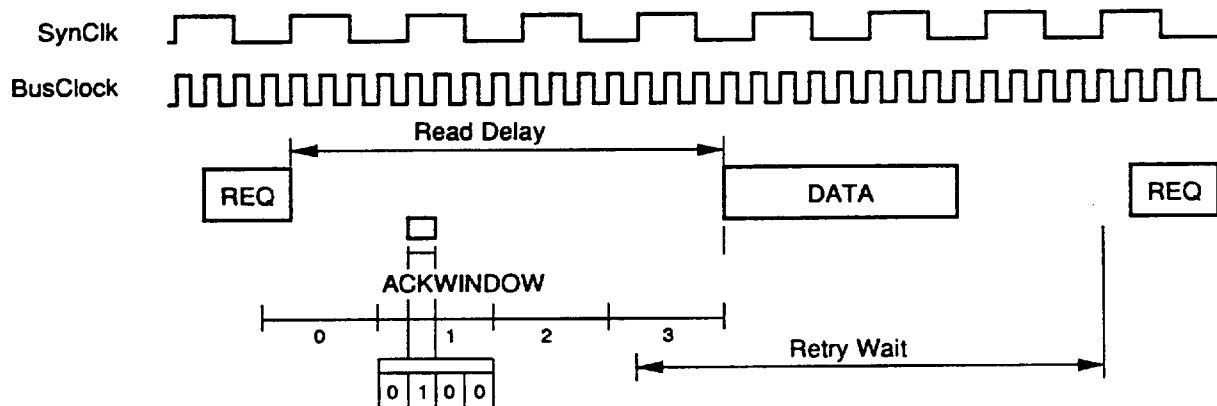 SynClk
BusClock
Read Delay
REQ
DATA
REQ
ACKWINDOW
0 1 2 3
Retry Wait
0 1 0 0